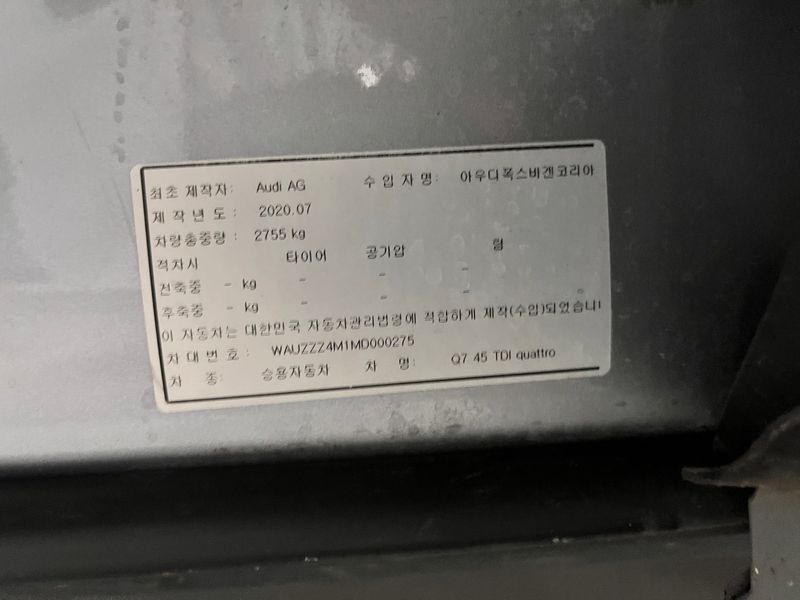 최초 제작자: Audi AG 수 입 자 명: 아우디폭스바겐코리아
제 작 년 도 : 2020.07
차량총중량 : 2755 kg
적차시 타이어 공기압 림
전축중 - kg - - -
후축중 - kg - - -
이 자동차는 대한민국 자동차관리법령에 적합하게 제작(수입)되었습니
차 대 번 호 : WAUZZZ4M1MD000275
차 종: 승용자동차 차 명: Q7 45 TDI quattro